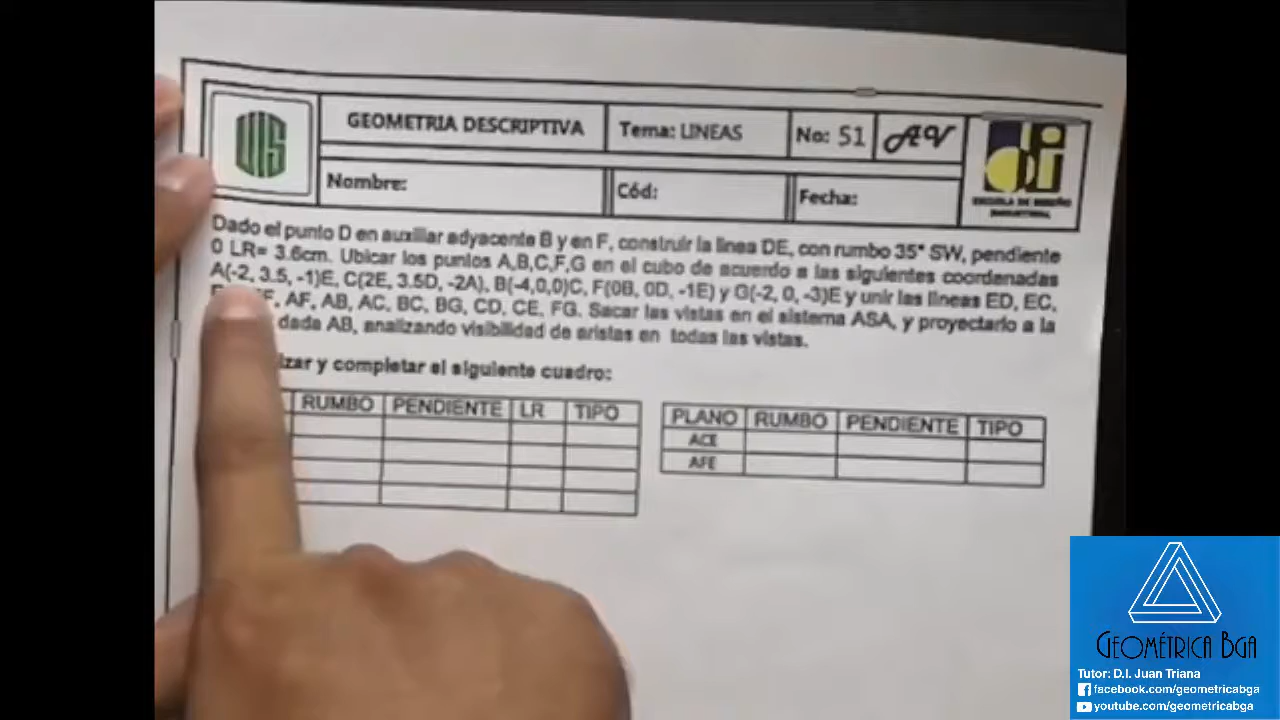 UIS
GEOMETRIA DESCRIPTIVA
Tema: LINEAS
No: 51
AV
di
ESCUELA DE DISEÑO
INDUSTRIAL
Nombre:
Cód:
Fecha:
Dado el punto D en auxiliar adyacente B y en F, construir la linea DE, con rumbo 35° SW, pendiente
0 LR= 3.6cm. Ubicar los puntos A,B,C,F,G en el cubo de acuerdo a las siguientes coordenadas
A(-2, 3.5, -1)E, C(2E, 3.5D, -2A), B(-4,0,0)C, F(0B, 0D, -1E) y G(-2, 0, -3)E y unir las lineas ED, EC,
AF, AB, AC, BC, BG, CD, CE, FG. Sacar las vistas en el sistema ASA, y proyectarlo a la
dada AB, analizando visibilidad de aristas en todas las vistas.
izar y completar el siguiente cuadro:
RUMBO PENDIENTE LR TIPO
PLANO RUMBO PENDIENTE TIPO
ACE
AFE
GEOMÉTRICA BGA
Tutor: D.I. Juan Triana
facebook.com/geometricabga
youtube.com/geometricabga